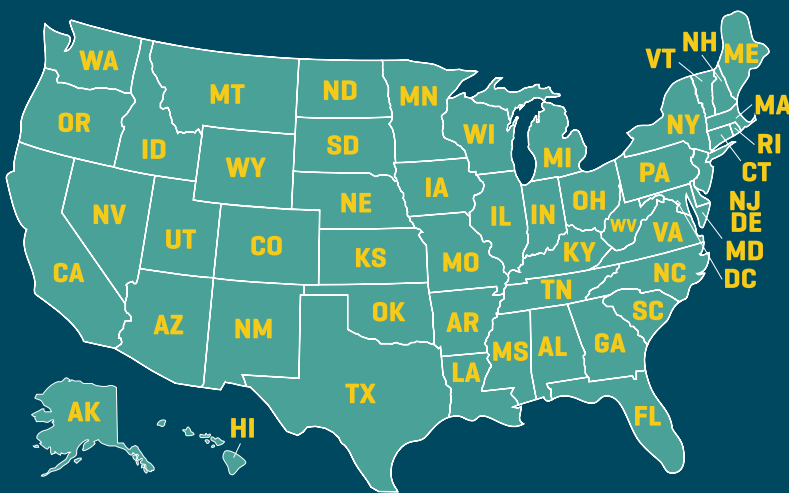 WA
OR
ID
MT
ND
MN
SD
WY
WI
MI
NY
VT
NH
ME
MA
RI
CT
NJ
DE
MD
DC
PA
NV
UT
CO
NE
IA
IL
IN
OH
WV
VA
CA
KS
MO
KY
NC
AZ
NM
OK
AR
TN
SC
TX
LA
MS
AL
GA
FL
AK
HI